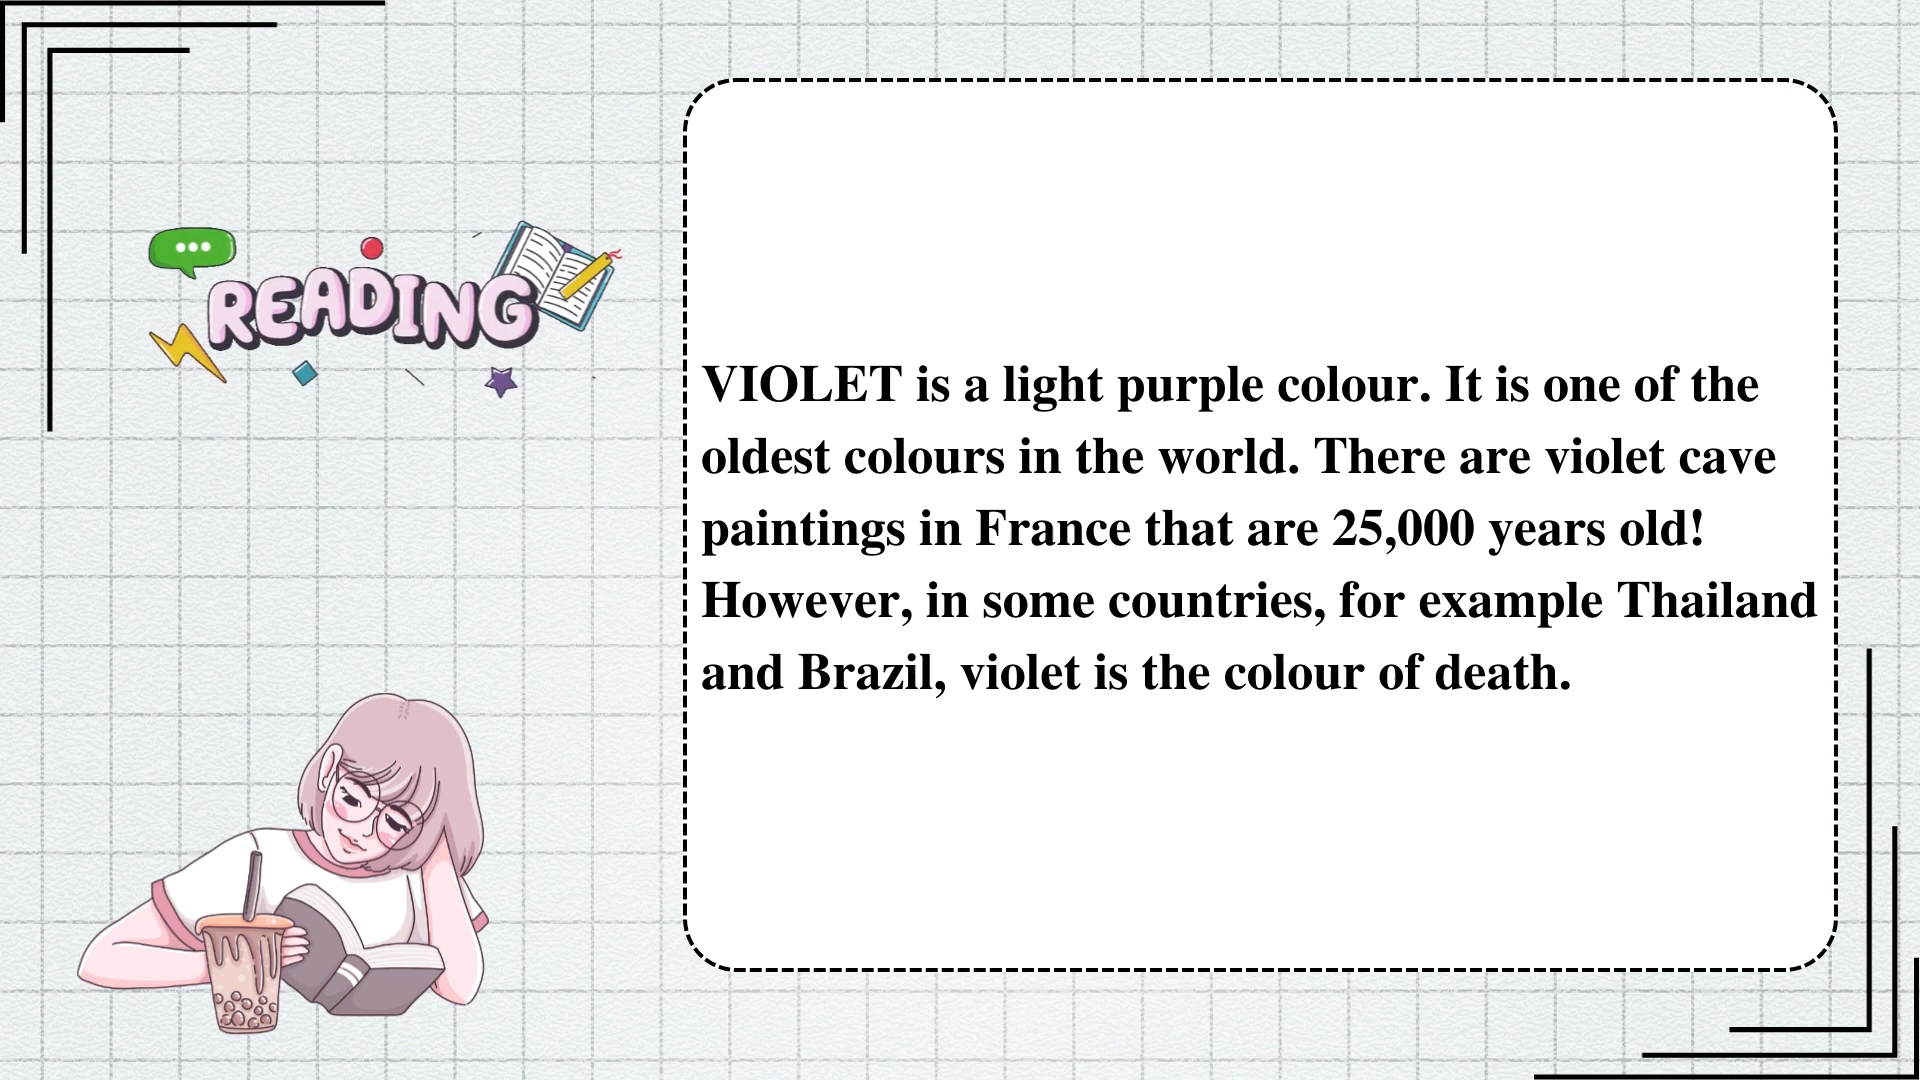 READING
VIOLET is a light purple colour. It is one of the
oldest colours in the world. There are violet cave
paintings in France that are 25,000 years old!
However, in some countries, for example Thailand
and Brazil, violet is the colour of death.